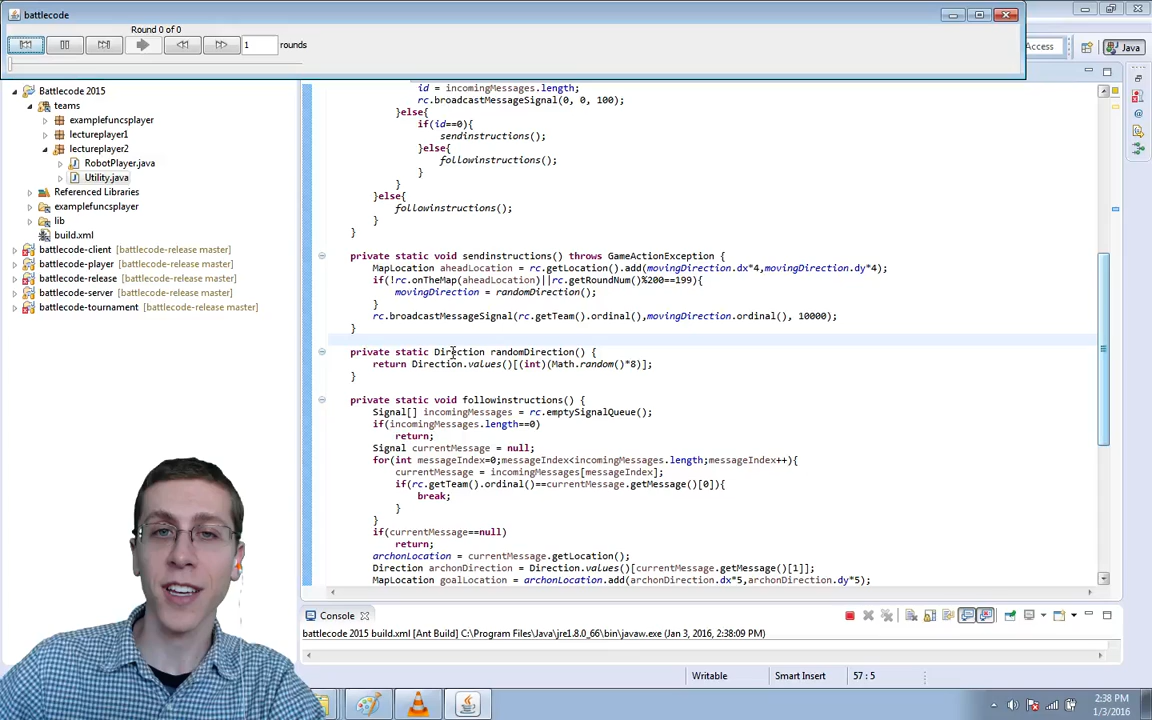 battlecode
Round 0 of 0
1 rounds
Access
Java
Battlecode 2015
teams
examplefuncsplayer
lectureplayer1
lectureplayer2
RobotPlayer.java
Utility.java
Referenced Libraries
examplefuncsplayer
lib
build.xml
battlecode-client [battlecode-release master]
battlecode-player [battlecode-release master]
battlecode-release [battlecode-release master]
battlecode-server [battlecode-release master]
battlecode-tournament [battlecode-release master]
id = incomingMessages.length;
rc.broadcastMessageSignal(0, 0, 100);
}else{
if(id==0){
sendinstructions();
}else{
followinstructions();
}
}
}else{
followinstructions();
}
}
private static void sendinstructions() throws GameActionException {
MapLocation aheadLocation = rc.getLocation().add(movingDirection.dx*4,movingDirection.dy*4);
if(!rc.onTheMap(aheadLocation)||rc.getRoundNum()%200==199){
movingDirection = randomDirection();
}
rc.broadcastMessageSignal(rc.getTeam().ordinal(),movingDirection.ordinal(), 10000);
}
private static Direction randomDirection() {
return Direction.values()[(int)(Math.random()*8)];
}
private static void followinstructions() {
Signal[] incomingMessages = rc.emptySignalQueue();
if(incomingMessages.length==0)
return;
Signal currentMessage = null;
for(int messageIndex=0;messageIndex<incomingMessages.length;messageIndex++){
currentMessage = incomingMessages[messageIndex];
if(rc.getTeam().ordinal()==currentMessage.getMessage()[0]){
break;
}
}
if(currentMessage==null)
return;
archonLocation = currentMessage.getLocation();
Direction archonDirection = Direction.values()[currentMessage.getMessage()[1]];
MapLocation goalLocation = archonLocation.add(archonDirection.dx*5,archonDirection.dy*5);
Console
battlecode 2015 build.xml [Ant Build] C:\Program Files\Java\jre1.8.0_66\bin\javaw.exe (Jan 3, 2016, 2:38:09 PM)
Writable
Smart Insert
57 : 5
2:38 PM
1/3/2016